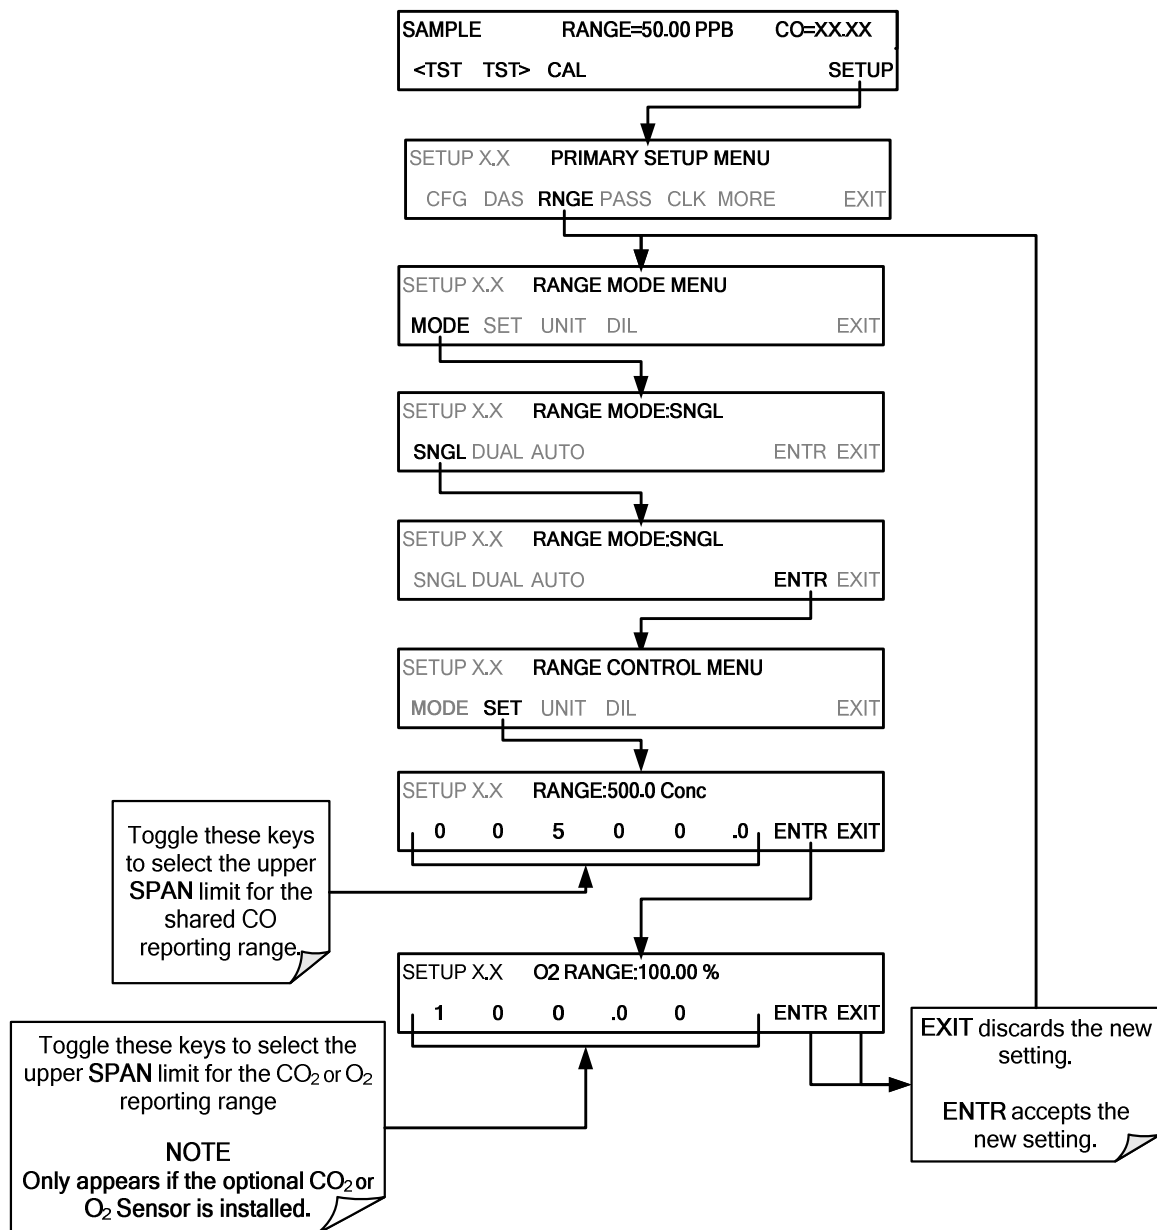 SAMPLE RANGE=50.00 PPB CO=XX.XX
<TST TST> CAL SETUP
SETUP X.X PRIMARY SETUP MENU
CFG DAS RNGE PASS CLK MORE EXIT
SETUP X.X RANGE MODE MENU
MODE SET UNIT DIL EXIT
SETUP X.X RANGE MODE:SNGL
SNGL DUAL AUTO ENTR EXIT
SETUP X.X RANGE MODE:SNGL
SNGL DUAL AUTO ENTR EXIT
SETUP X.X RANGE CONTROL MENU
MODE SET UNIT DIL EXIT
SETUP X.X RANGE:500.0 Conc
0 0 5 0 0 .0 ENTR EXIT
Toggle these keys
to select the upper
SPAN limit for the
shared CO
reporting range.
SETUP X.X O2 RANGE:100.00 %
1 0 0 .0 0 ENTR EXIT
Toggle these keys to select the
upper SPAN limit for the CO₂ or O₂
reporting range
NOTE
Only appears if the optional CO₂ or
O₂ Sensor is installed.
EXIT discards the new
setting.
ENTR accepts the
new setting.